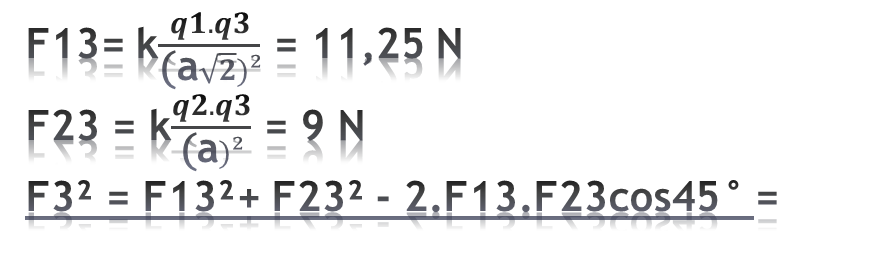 F13= k q1.q3/(a√2)² = 11,25 N
F23 = k q2.q3/(a)² = 9 N
F3² = F13²+ F23² - 2.F13.F23cos45° =